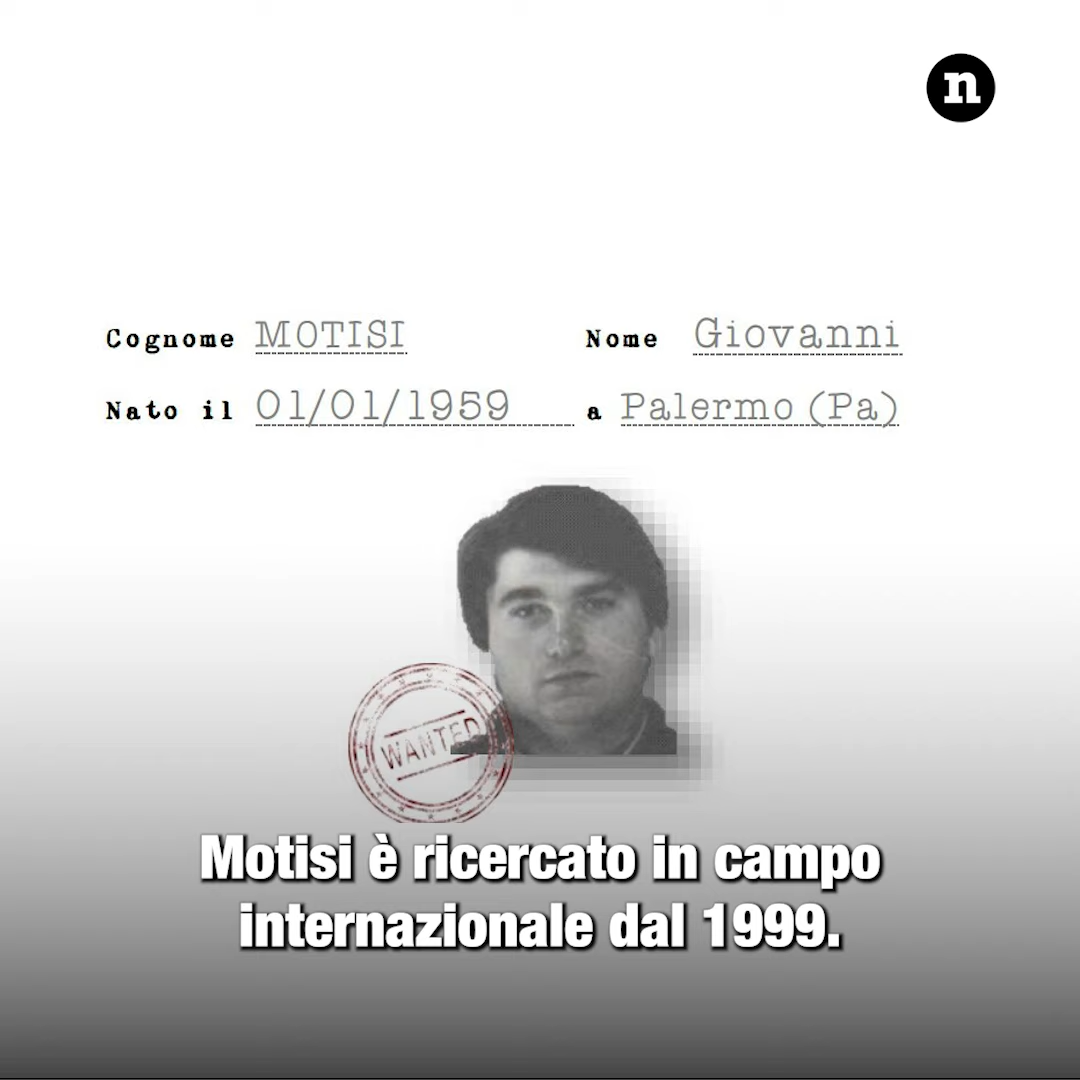 n
Cognome MOTISI Nome Giovanni
Nato il 01/01/1959 a Palermo (Pa)
WANTED
Motisi è ricercato in campo
internazionale dal 1999.